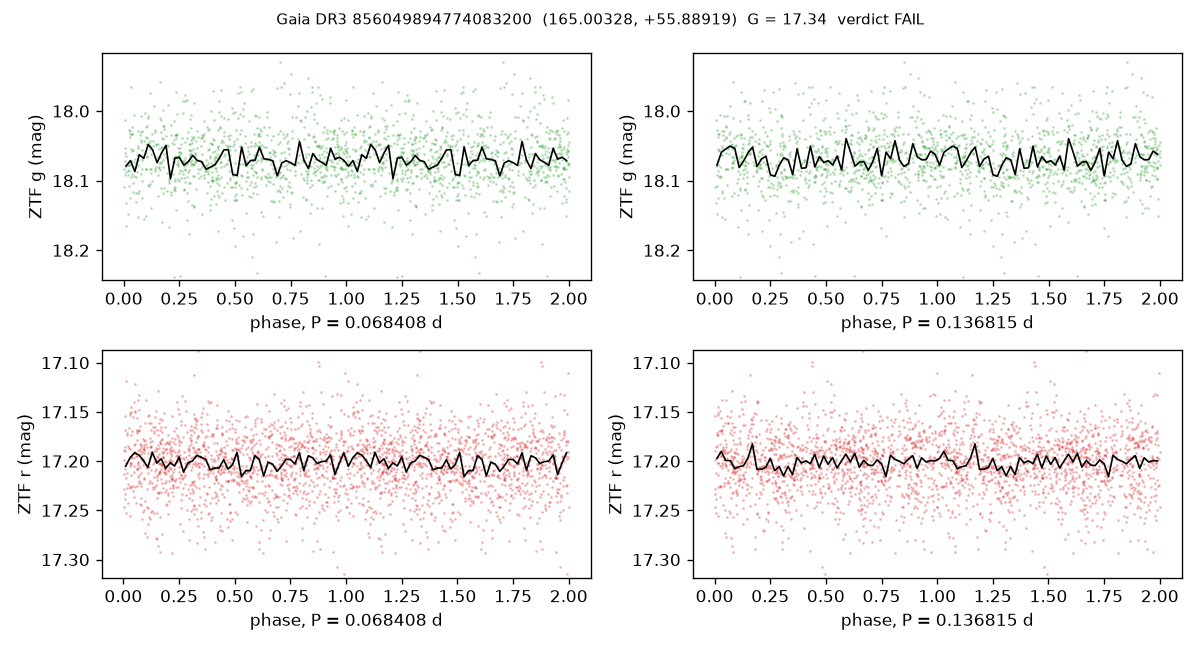 Gaia DR3 856049894774083200  (165.00328, +55.88919)  G = 17.34  verdict FAIL
ZTF g (mag)
18.0
18.1
18.2
0.00 0.25 0.50 0.75 1.00 1.25 1.50 1.75 2.00
phase, P = 0.068408 d
ZTF g (mag)
18.0
18.1
18.2
0.00 0.25 0.50 0.75 1.00 1.25 1.50 1.75 2.00
phase, P = 0.136815 d
ZTF r (mag)
17.10
17.15
17.20
17.25
17.30
0.00 0.25 0.50 0.75 1.00 1.25 1.50 1.75 2.00
phase, P = 0.068408 d
ZTF r (mag)
17.10
17.15
17.20
17.25
17.30
0.00 0.25 0.50 0.75 1.00 1.25 1.50 1.75 2.00
phase, P = 0.136815 d